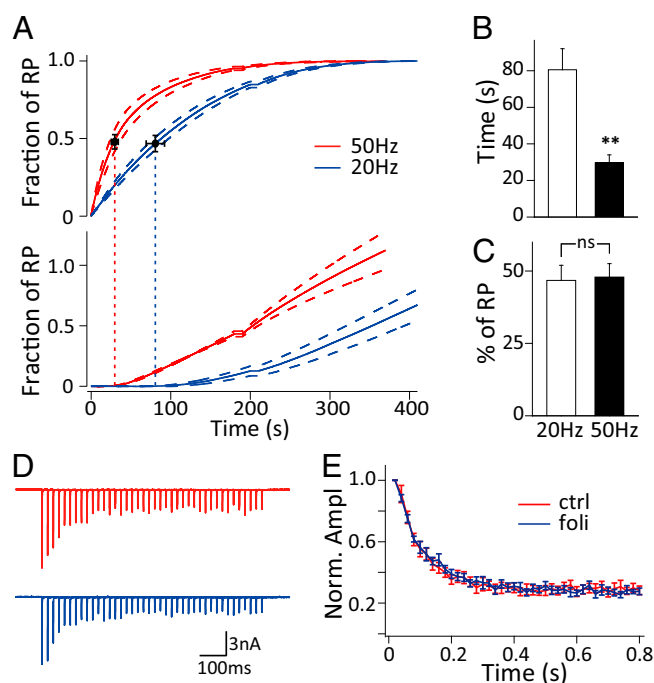 A
Fraction of RP
1.0
0.5
0
50Hz
20Hz
Fraction of RP
1.0
0.5
0
0 100 200 300 400
Time (s)
B
Time (s)
80
60
40
20
0
**
C
% of RP
50
0
ns
20Hz 50Hz
D
3nA
100ms
E
Norm. Ampl
1.0
0.6
0.2
ctrl
foli
0 0.2 0.4 0.6 0.8
Time (s)